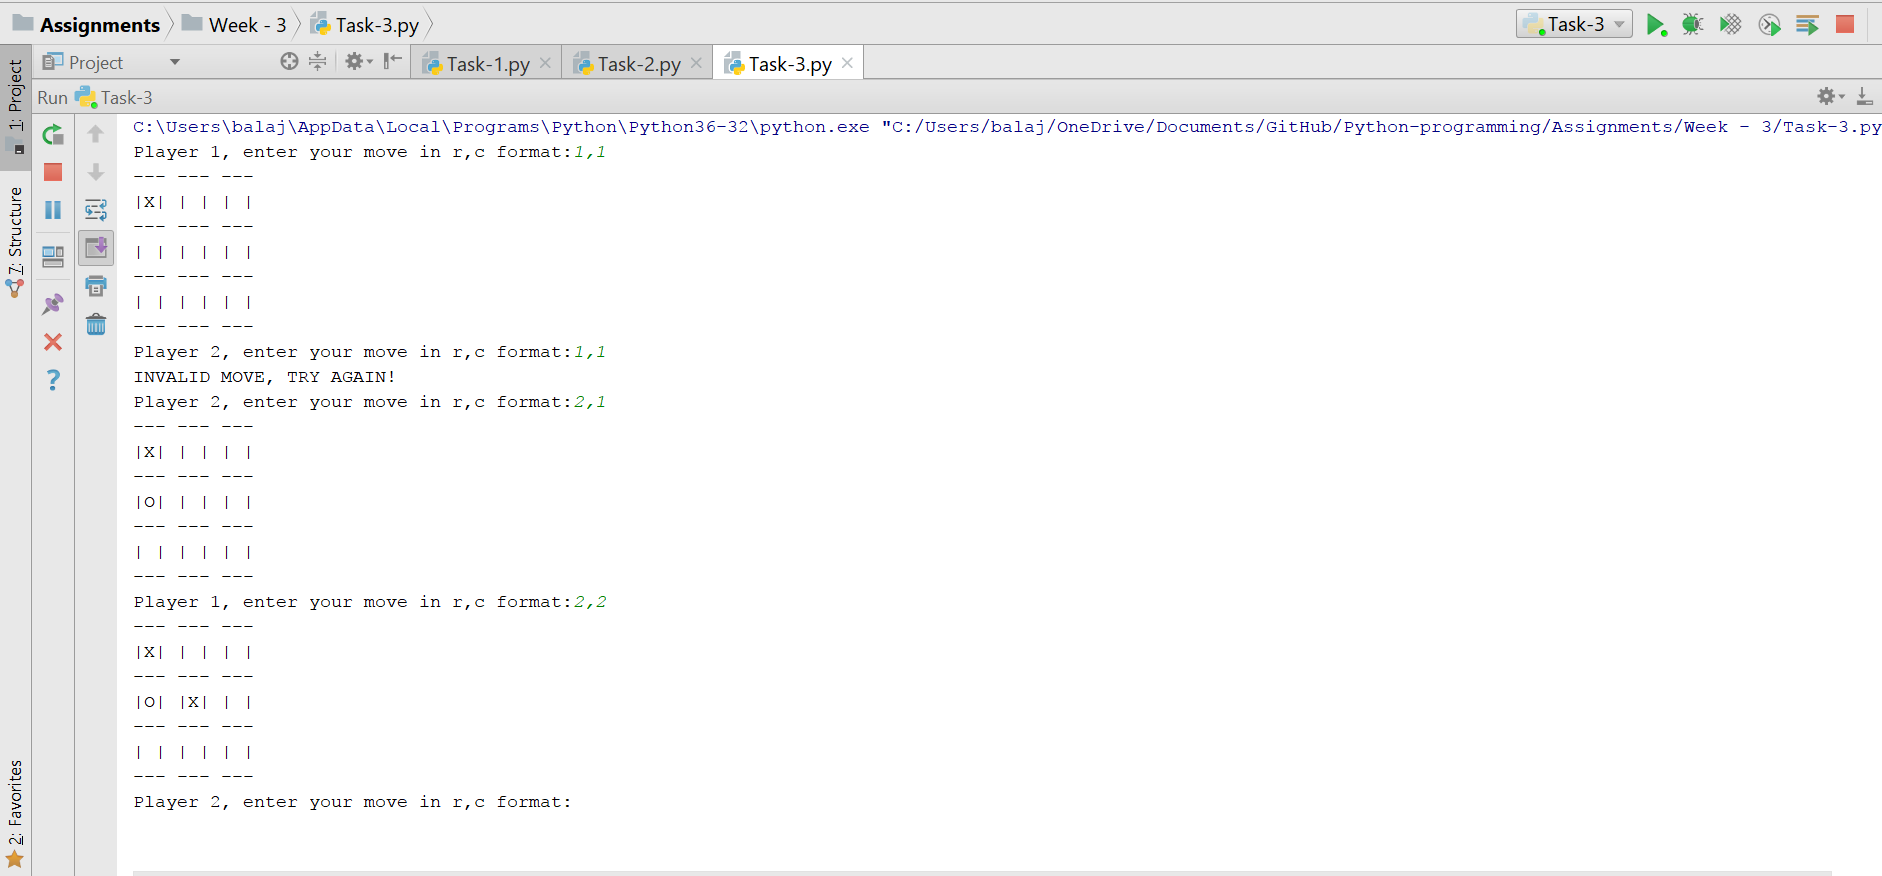 Assignments Week - 3 Task-3.py Task-3
Project Task-1.py Task-2.py Task-3.py
Run Task-3
1: Project
7: Structure
2: Favorites
C:\Users\balaj\AppData\Local\Programs\Python\Python36-32\python.exe "C:/Users/balaj/OneDrive/Documents/GitHub/Python-programming/Assignments/Week - 3/Task-3.py
Player 1, enter your move in r,c format:1,1
--- --- ---
|X| | | | |
--- --- ---
| | | | | |
--- --- ---
| | | | | |
--- --- ---
Player 2, enter your move in r,c format:1,1
INVALID MOVE, TRY AGAIN!
Player 2, enter your move in r,c format:2,1
--- --- ---
|X| | | | |
--- --- ---
|O| | | | |
--- --- ---
| | | | | |
--- --- ---
Player 1, enter your move in r,c format:2,2
--- --- ---
|X| | | | |
--- --- ---
|O| |X| | |
--- --- ---
| | | | | |
--- --- ---
Player 2, enter your move in r,c format: